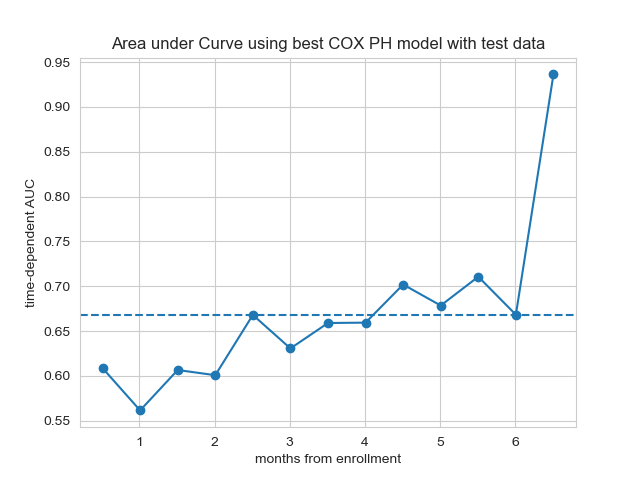 Area under Curve using best COX PH model with test data
time-dependent AUC
0.95
0.90
0.85
0.80
0.75
0.70
0.65
0.60
0.55
1 2 3 4 5 6
months from enrollment